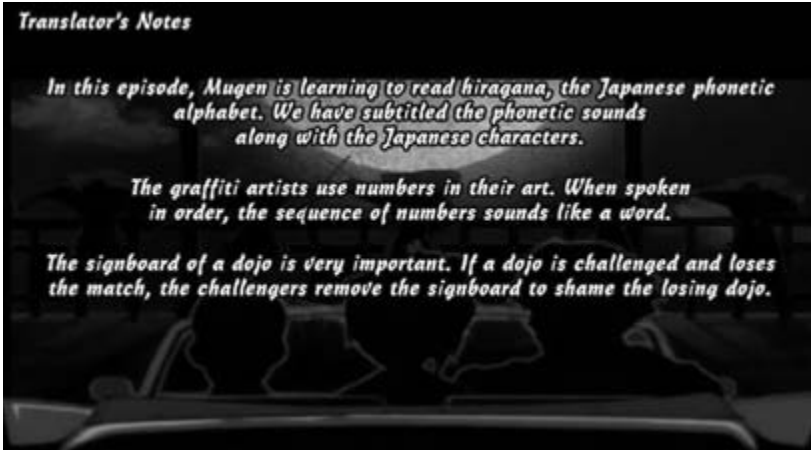 Translator's Notes
In this episode, Mugen is learning to read hiragana, the Japanese phonetic
alphabet. We have subtitled the phonetic sounds
along with the Japanese characters.
The graffiti artists use numbers in their art. When spoken
in order, the sequence of numbers sounds like a word.
The signboard of a dojo is very important. If a dojo is challenged and loses
the match, the challengers remove the signboard to shame the losing dojo.